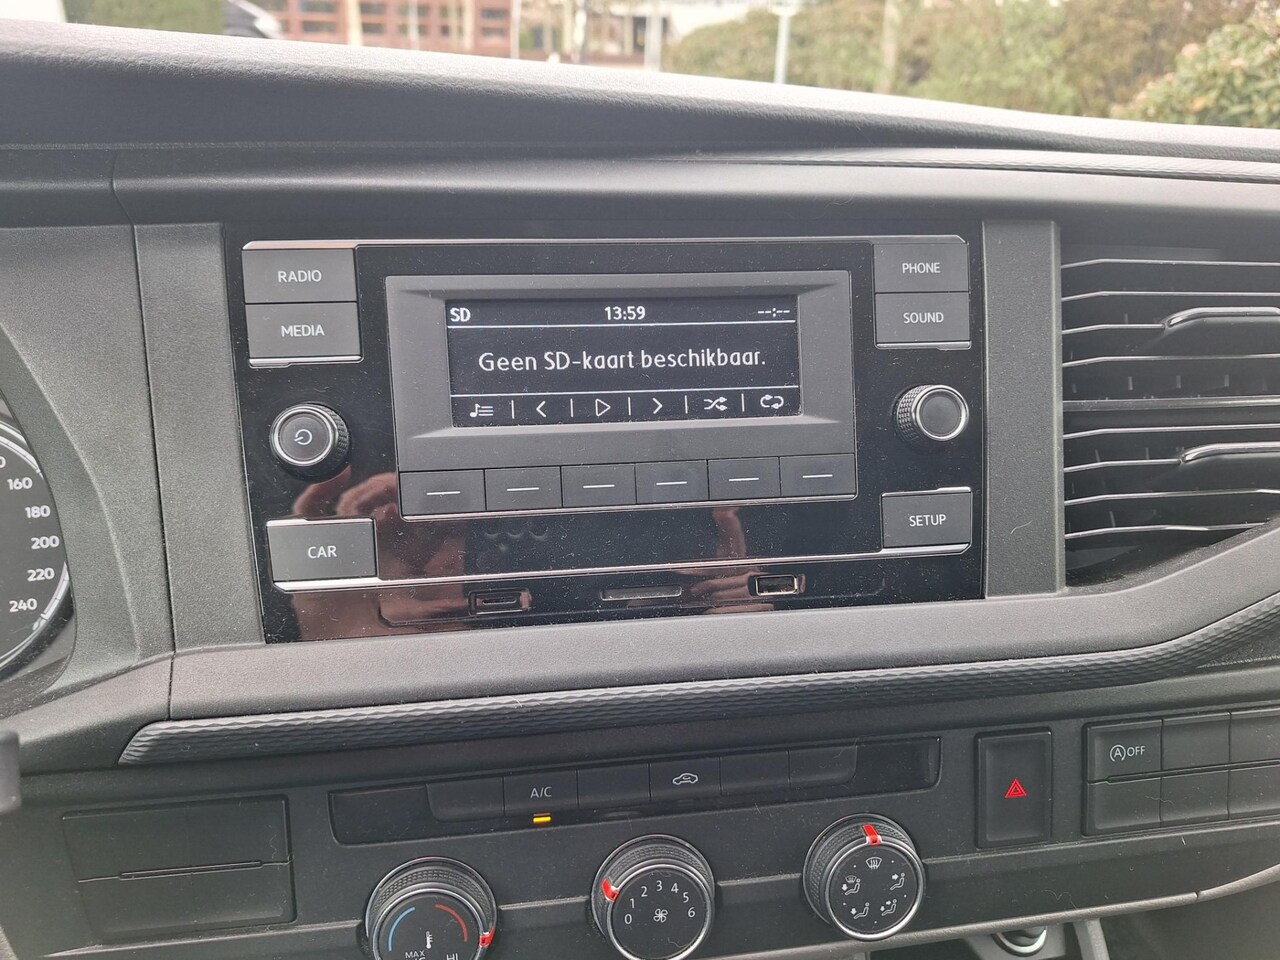 RADIO
MEDIA
SD 13:59 --:--
Geen SD-kaart beschikbaar.
PHONE
SOUND
CAR
SETUP
160
180
200
220
240
A/C
A OFF
0 1 2 3 4 5 6
MAX
HI